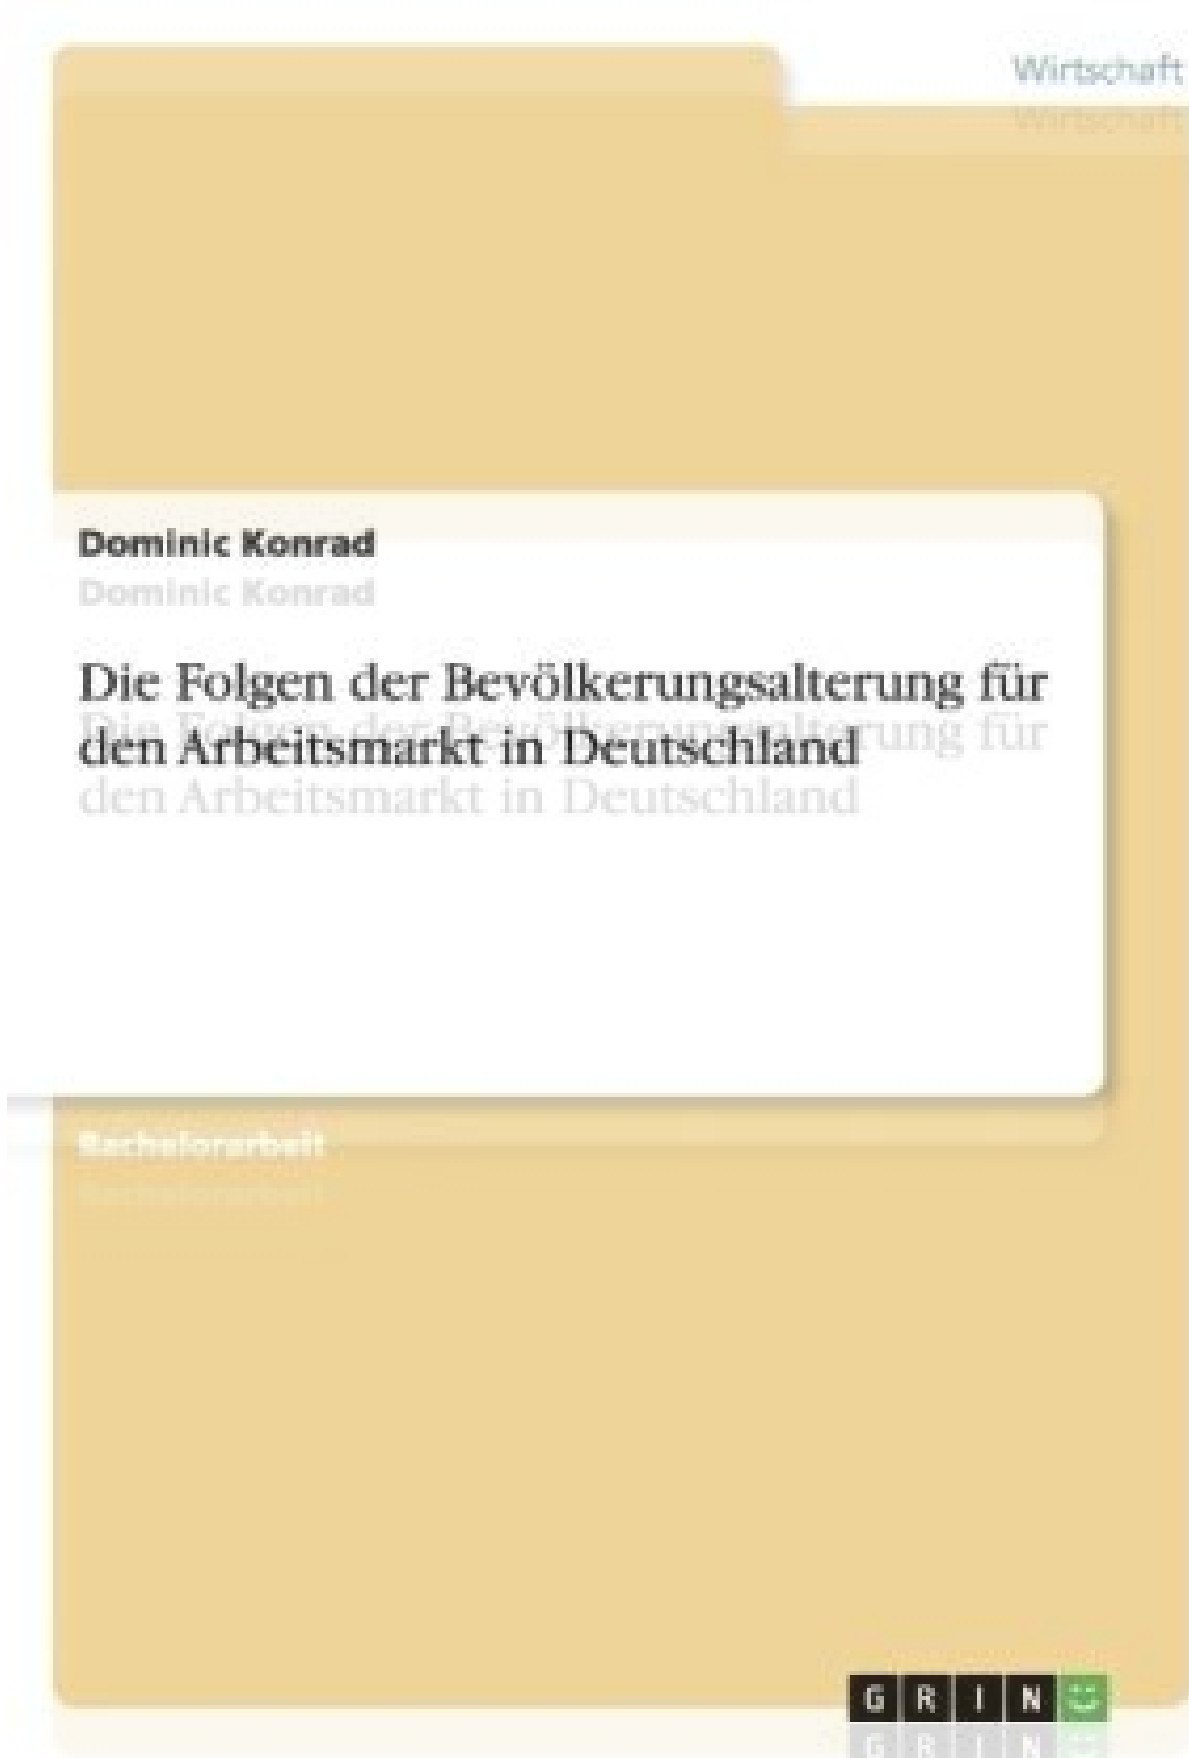 Wirtschaft
Dominic Konrad
Die Folgen der Bevölkerungsalterung für
den Arbeitsmarkt in Deutschland
Bachelorarbeit
GRIN